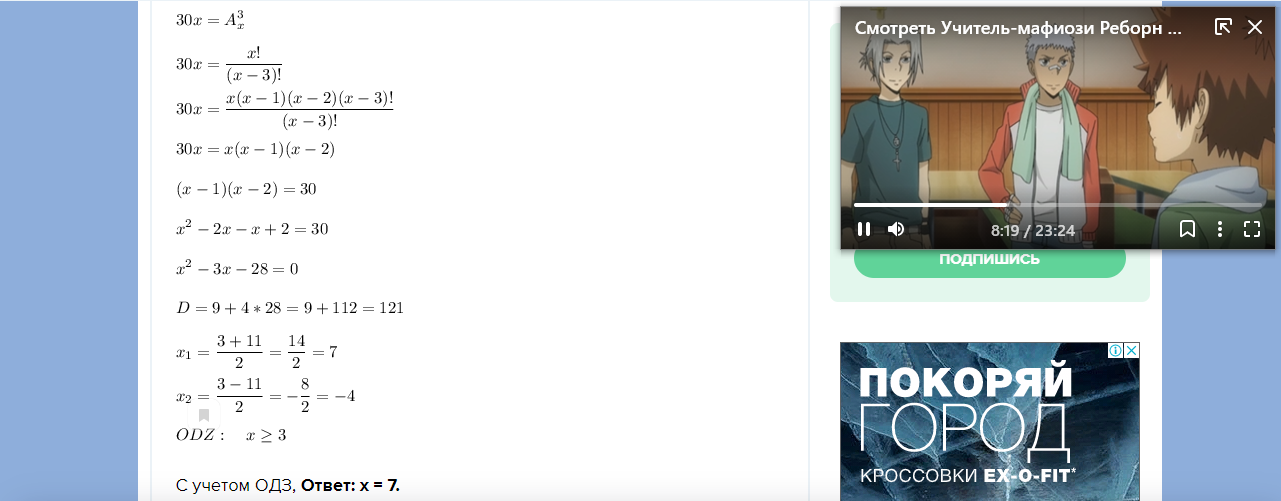 30x = A_x^3
30x = \frac{x!}{(x-3)!}
30x = \frac{x(x-1)(x-2)(x-3)!}{(x-3)!}
30x = x(x-1)(x-2)
(x-1)(x-2) = 30
x^2 - 2x - x + 2 = 30
x^2 - 3x - 28 = 0
D = 9 + 4 * 28 = 9 + 112 = 121
x_1 = \frac{3+11}{2} = \frac{14}{2} = 7
x_2 = \frac{3-11}{2} = -\frac{8}{2} = -4
ODZ : x ≥ 3
С учетом ОДЗ, Ответ: x = 7.
Смотреть Учитель-мафиози Реборн ...
8:19 / 23:24
ПОДПИШИСЬ
ПОКОРЯЙ
ГОРОД
КРОССОВКИ EX-O-FIT*